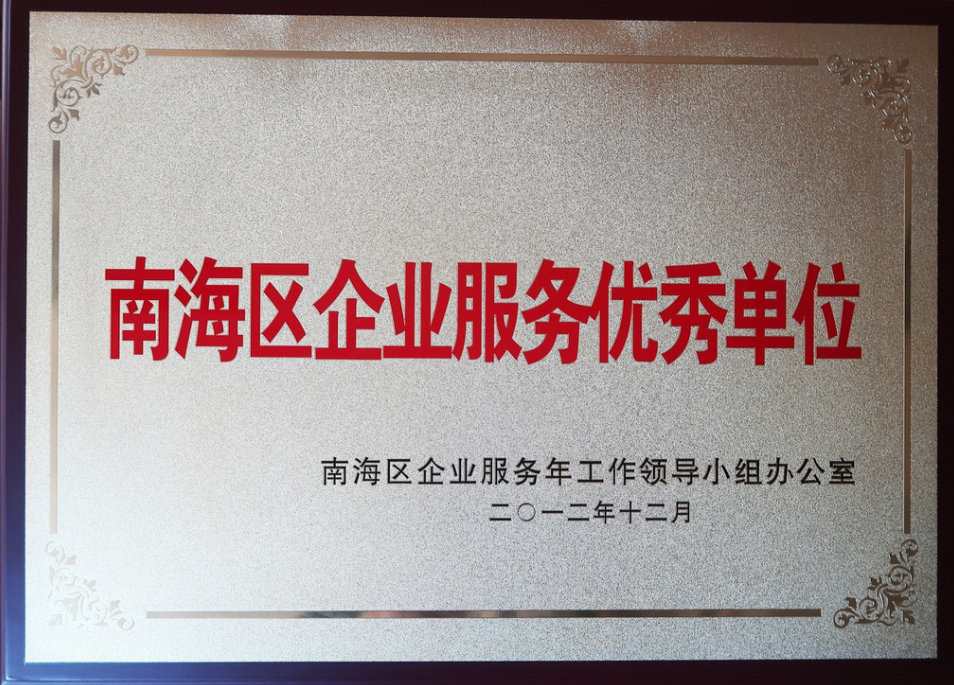 南海区企业服务优秀单位
南海区企业服务年工作领导小组办公室
二〇一二年十二月